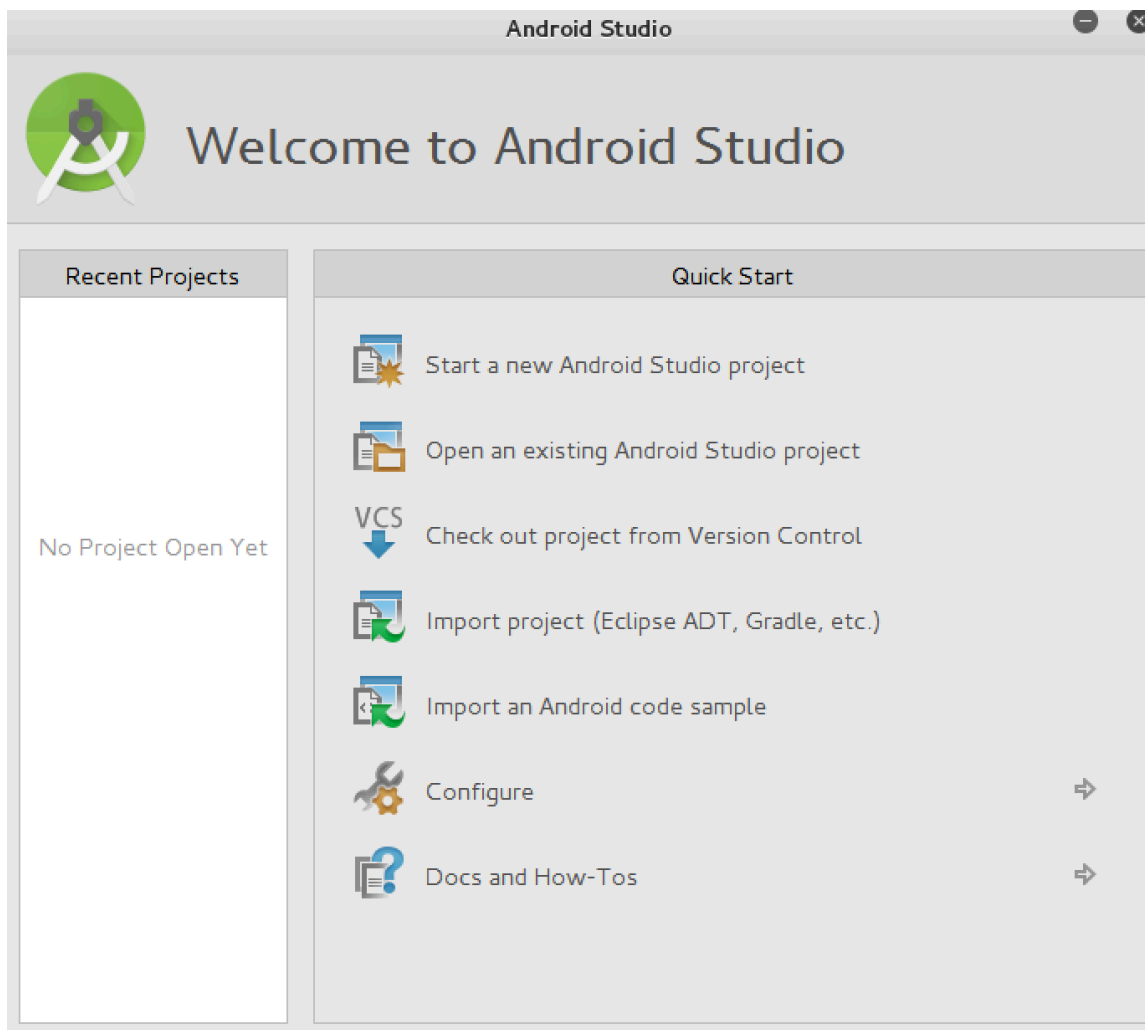 Android Studio
Welcome to Android Studio
Recent Projects
No Project Open Yet
Quick Start
Start a new Android Studio project
Open an existing Android Studio project
VCS
Check out project from Version Control
Import project (Eclipse ADT, Gradle, etc.)
Import an Android code sample
Configure
Docs and How-Tos